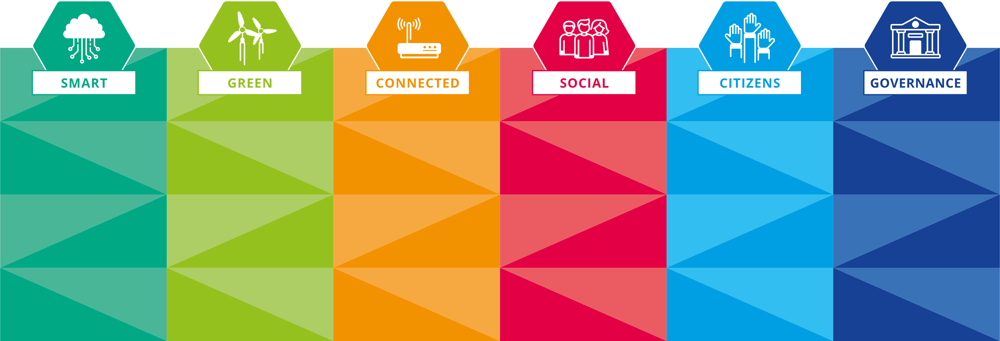 SMART
GREEN
CONNECTED
SOCIAL
CITIZENS
GOVERNANCE